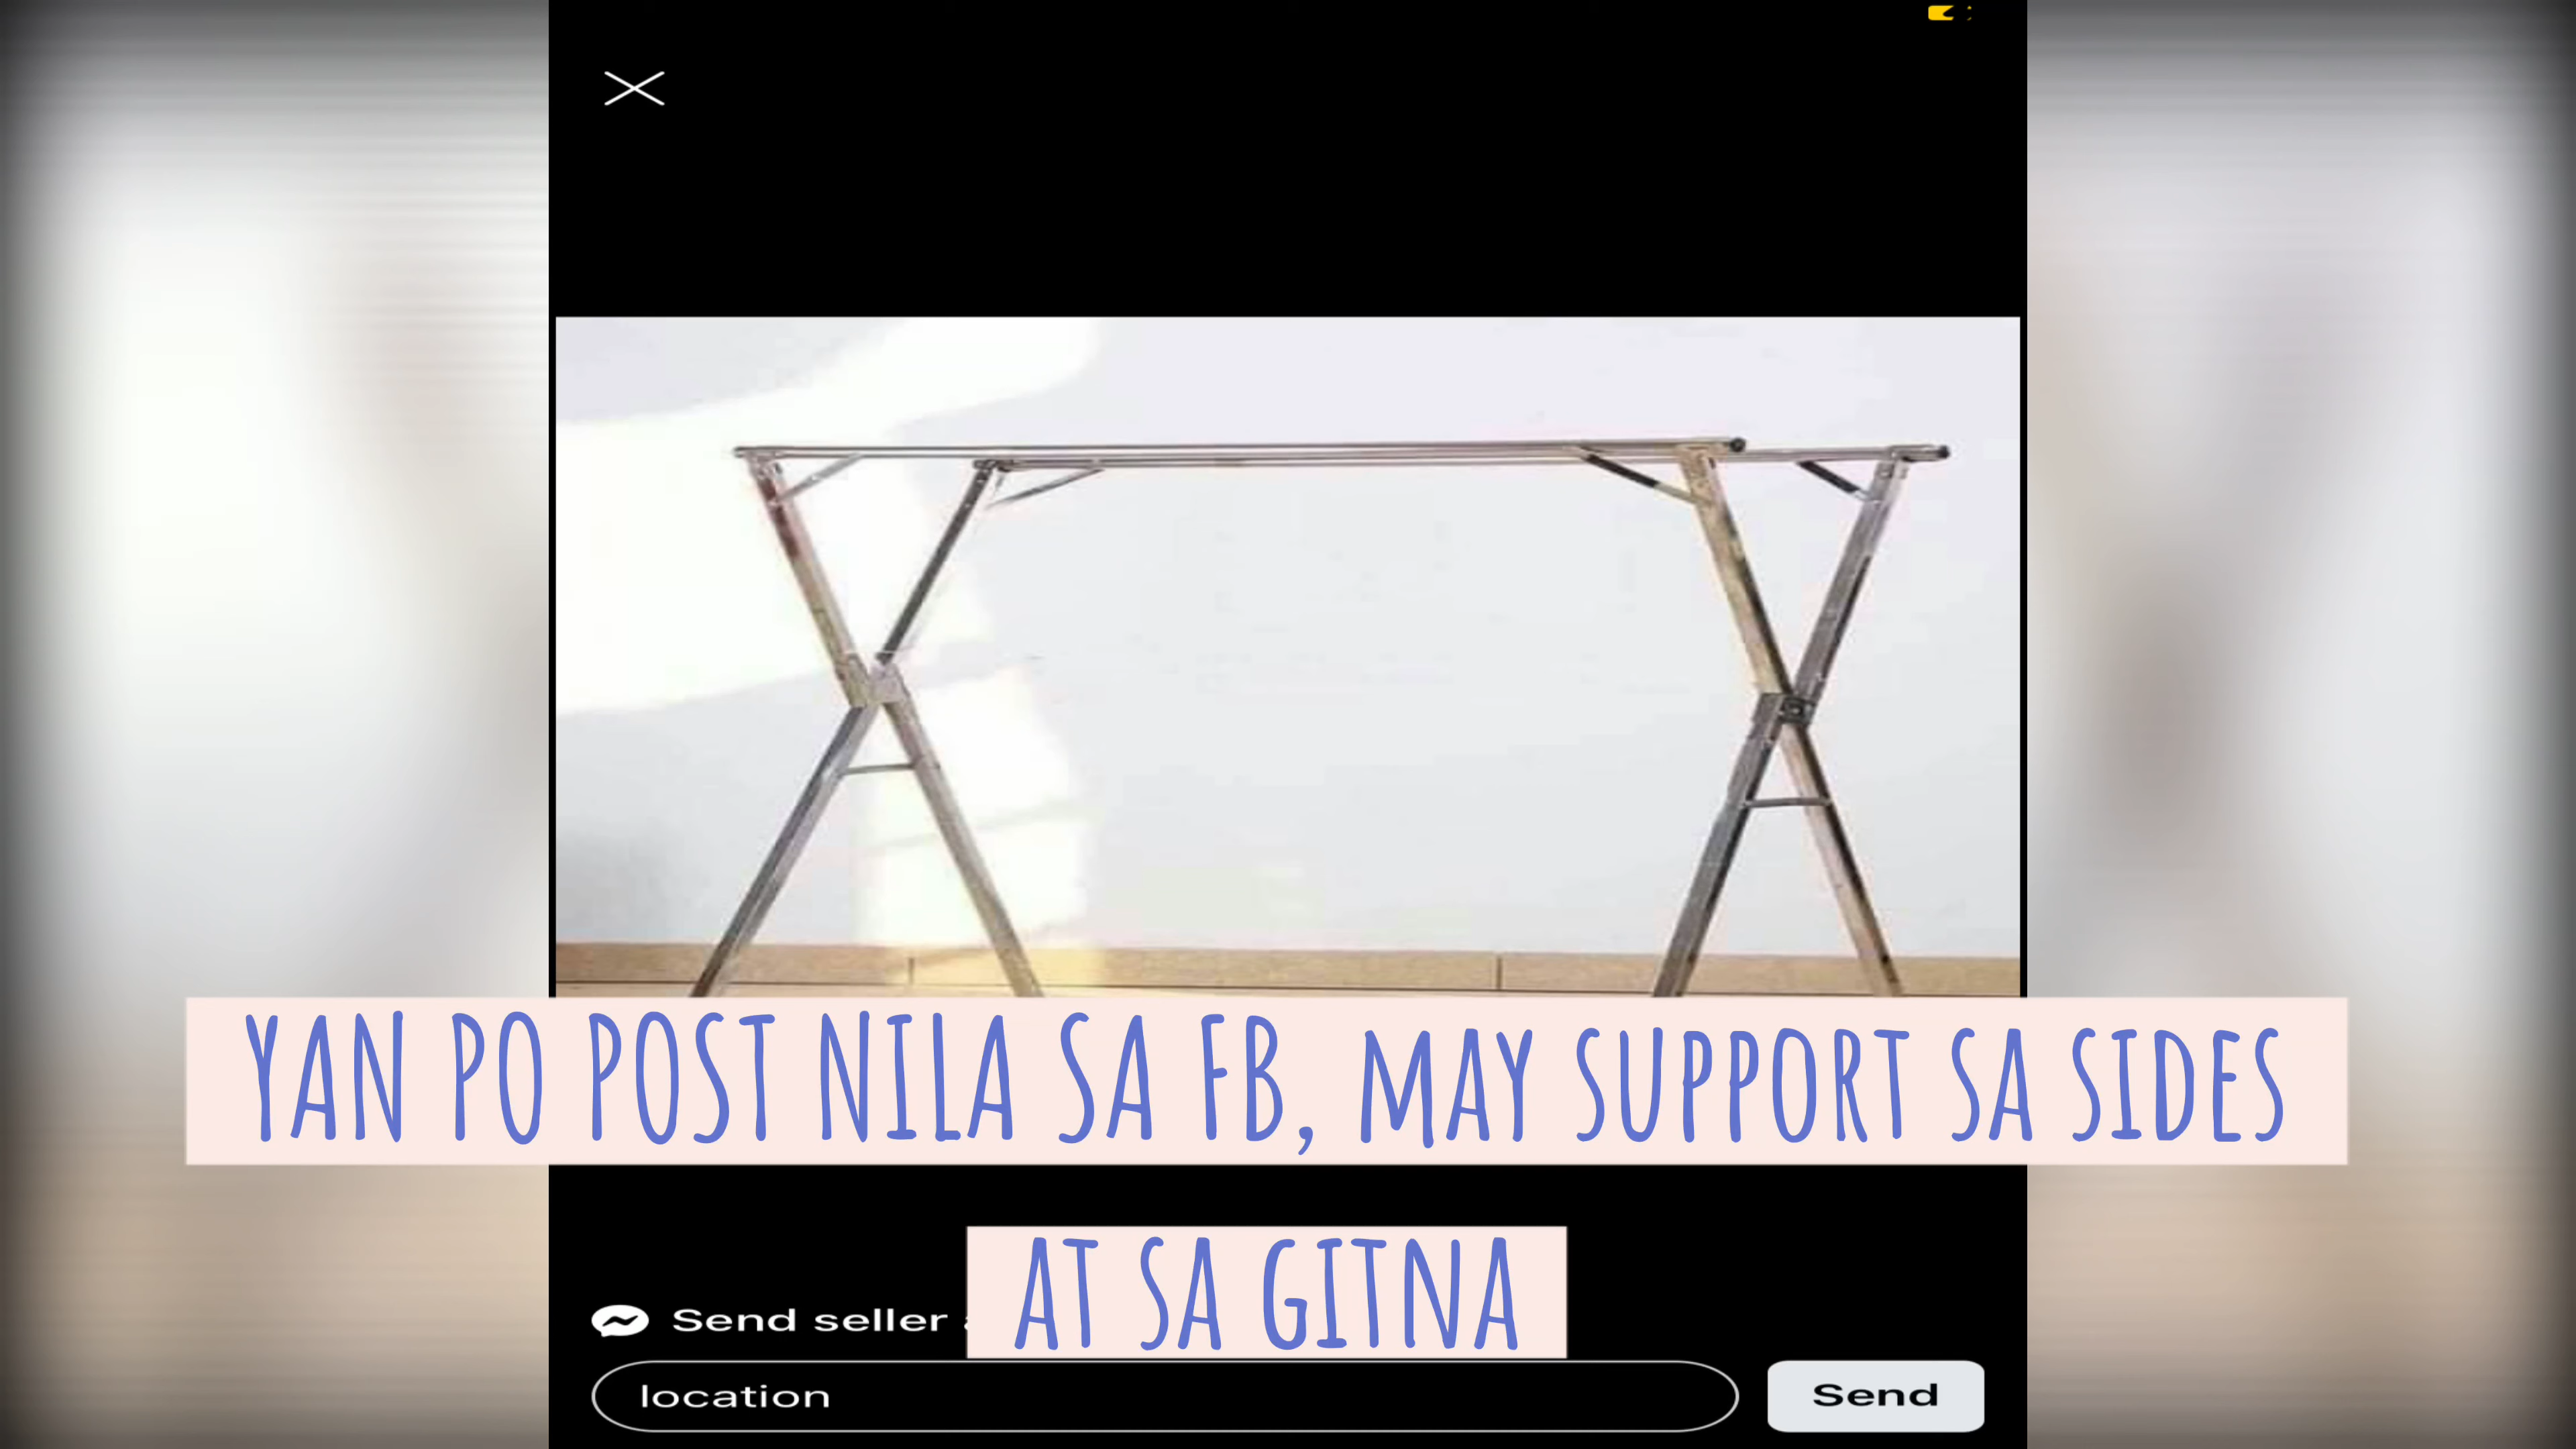 YAN PO POST NILA SA FB, MAY SUPPORT SA SIDES
AT SA GITNA
Send seller
location
Send